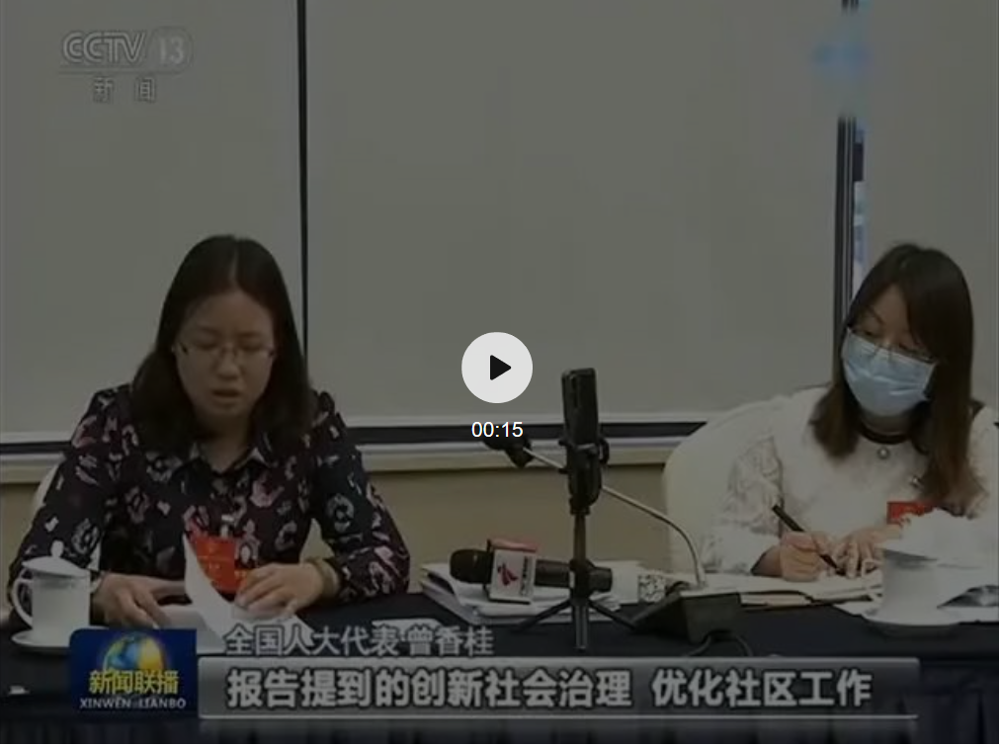 CCTV 13
新闻
00:15
全国人大代表 曾香桂
新闻联播
XINWEN LIANBO
报告提到的创新社会治理 优化社区工作